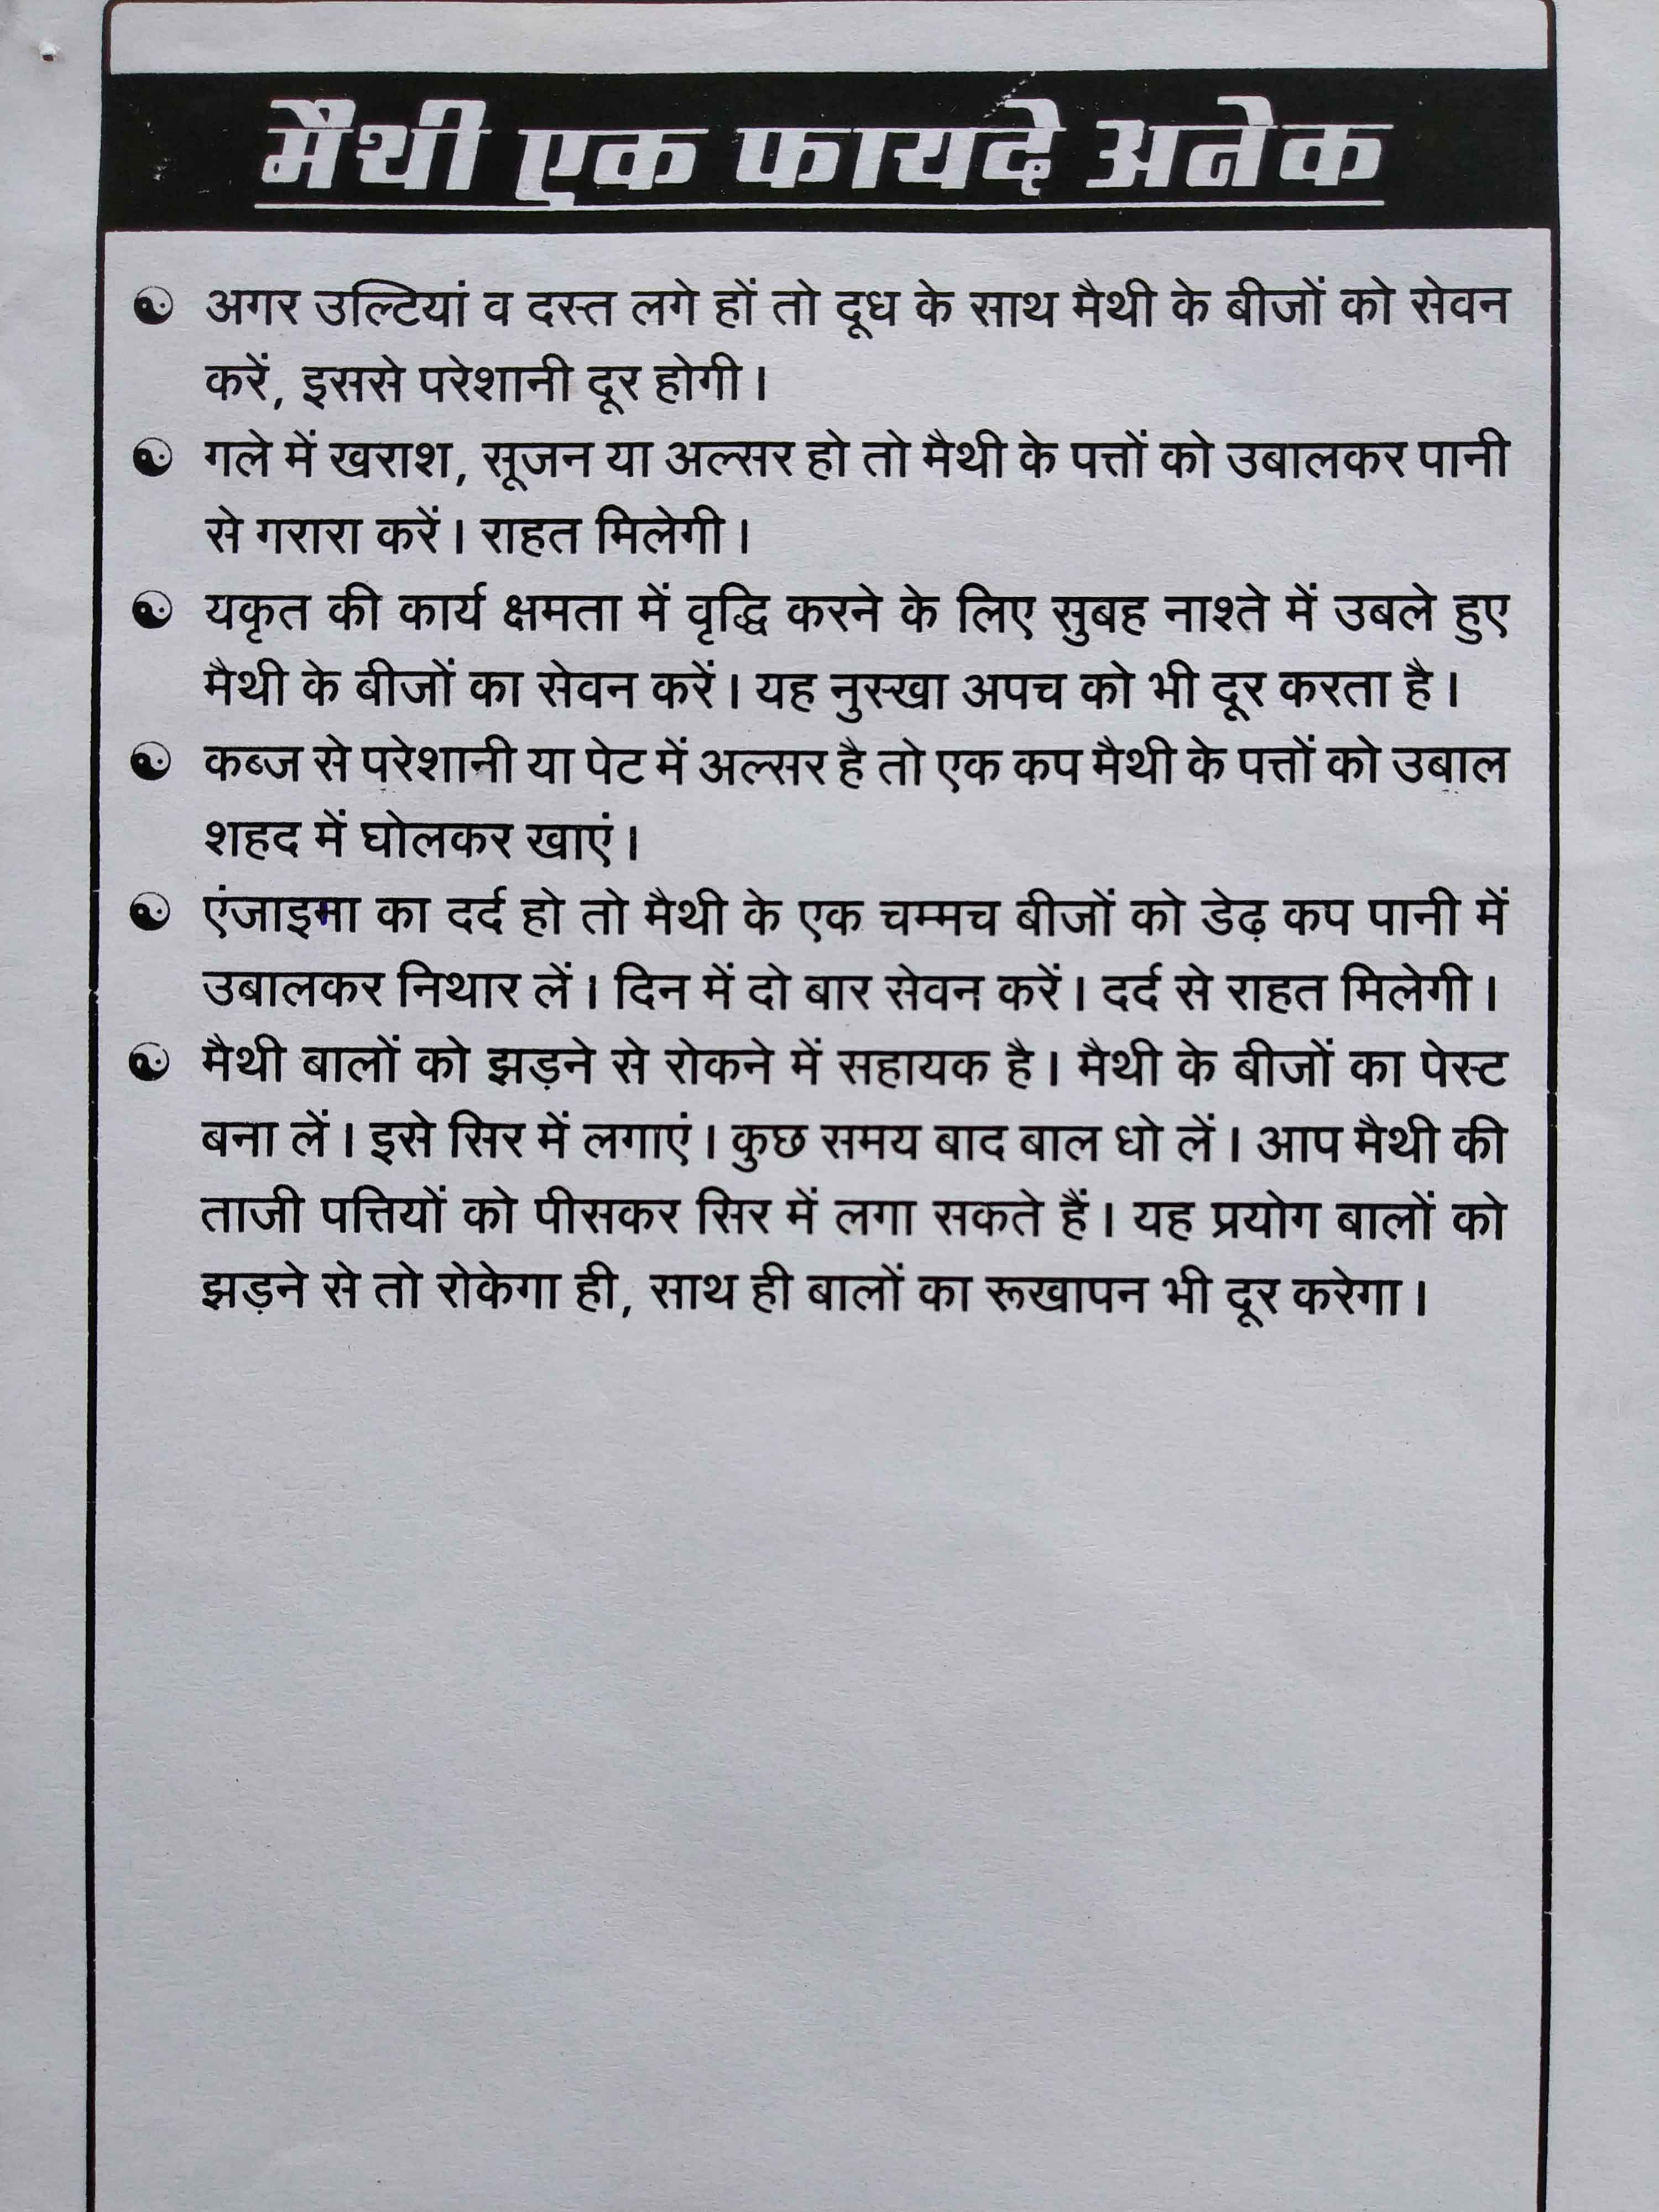 मैथी एक फायदे अनेक
अगर उल्टियां व दस्त लगे हों तो दूध के साथ मैथी के बीजों को सेवन
करें, इससे परेशानी दूर होगी।
गले में खराश, सूजन या अल्सर हो तो मैथी के पत्तों को उबालकर पानी
से गरारा करें। राहत मिलेगी।
यकृत की कार्य क्षमता में वृद्धि करने के लिए सुबह नाश्ते में उबले हुए
मैथी के बीजों का सेवन करें। यह नुस्खा अपच को भी दूर करता है।
कब्ज से परेशानी या पेट में अल्सर है तो एक कप मैथी के पत्तों को उबाल
शहद में घोलकर खाएं।
एंजाइमा का दर्द हो तो मैथी के एक चम्मच बीजों को डेढ़ कप पानी में
उबालकर निथार लें। दिन में दो बार सेवन करें। दर्द से राहत मिलेगी।
मैथी बालों को झड़ने से रोकने में सहायक है। मैथी के बीजों का पेस्ट
बना लें। इसे सिर में लगाएं। कुछ समय बाद बाल धो लें। आप मैथी की
ताजी पत्तियों को पीसकर सिर में लगा सकते हैं। यह प्रयोग बालों को
झड़ने से तो रोकेगा ही, साथ ही बालों का रूखापन भी दूर करेगा।